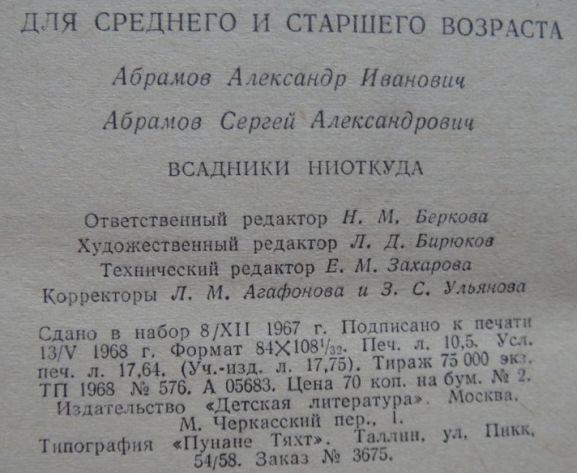 ДЛЯ СРЕДНЕГО И СТАРШЕГО ВОЗРАСТА
Абрамов Александр Иванович
Абрамов Сергей Александрович
ВСАДНИКИ НИОТКУДА
Ответственный редактор Н. М. Беркова
Художественный редактор Л. Д. Бирюков
Технический редактор Е. М. Захарова
Корректоры Л. М. Агафонова и З. С. Ульянова
Сдано в набор 8/XII 1967 г. Подписано к печати
13/V 1968 г. Формат 84×108¹/₃₂. Печ. л. 10,5. Усл.
печ. л. 17,64. (Уч.-изд. л. 17,75). Тираж 75 000 экз.
ТП 1968 № 576. А 05683. Цена 70 коп. на бум. № 2.
Издательство «Детская литература». Москва.
М. Черкасский пер., 1.
Типография «Пунане Тяхт». Таллин, ул. Пикк,
54/58. Заказ № 3675.